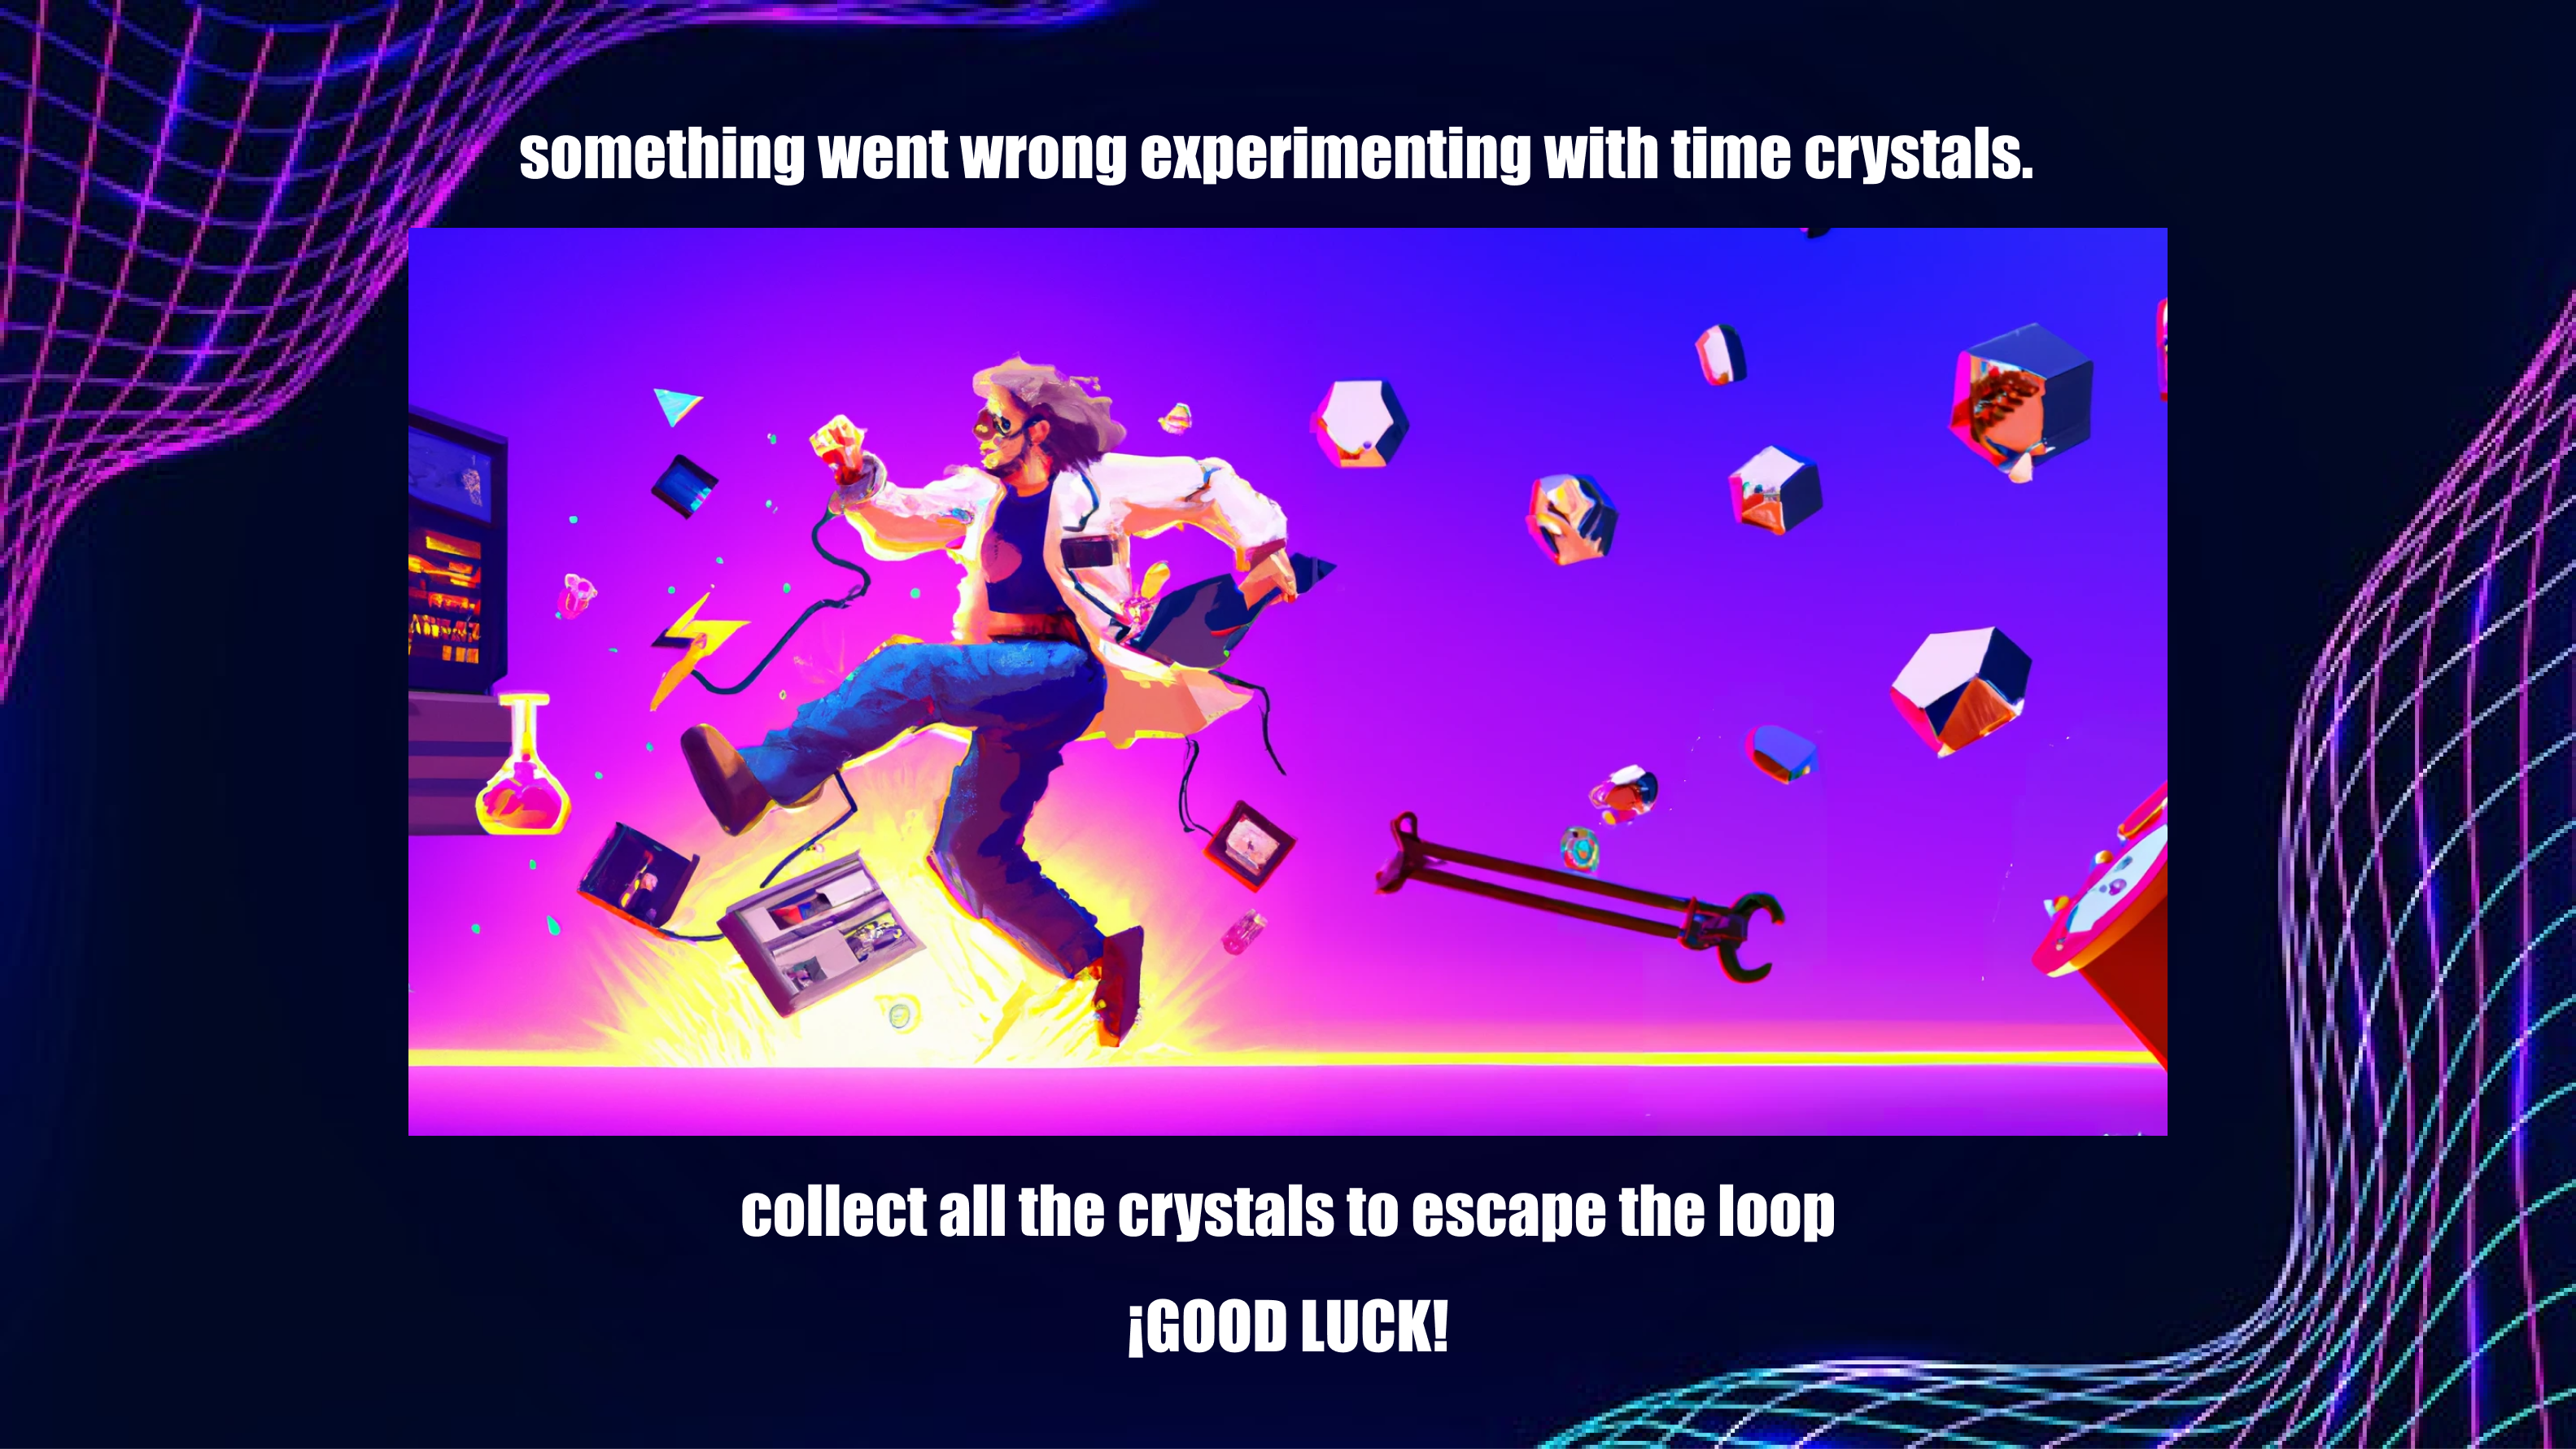 something went wrong experimenting with time crystals.
collect all the crystals to escape the loop
¡GOOD LUCK!